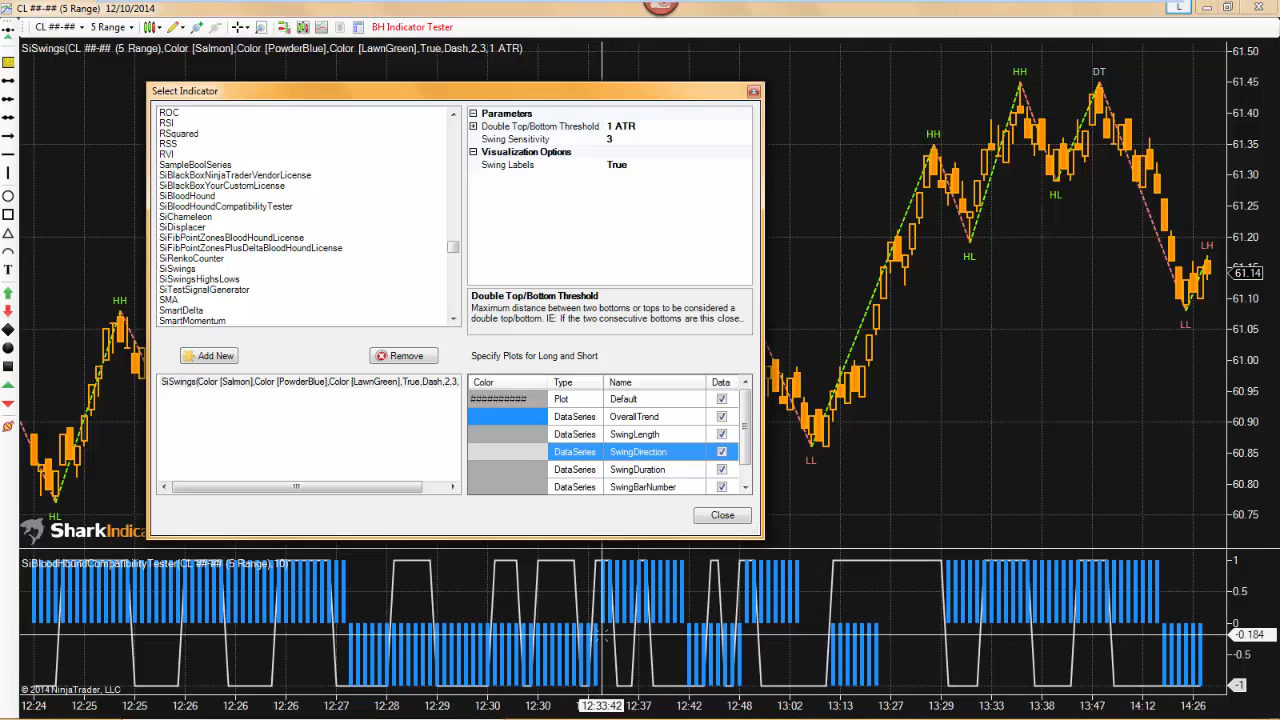 CL ##-## (5 Range)  12/10/2014
L
CL ##-##
5 Range
$
BH Indicator Tester
SiSwings(CL ##-## (5 Range),Color [Salmon],Color [PowderBlue],Color [LawnGreen],True,Dash,2,3,1 ATR)
T
Select Indicator
ROC
RSI
RSquared
RSS
RVI
SampleBoolSeries
SiBlackBoxNinjaTraderVendorLicense
SiBlackBoxYourCustomLicense
SiBloodHound
SiBloodHoundCompatibilityTester
SiChameleon
SiDisplacer
SiFibPointZonesBloodHoundLicense
SiFibPointZonesPlusDeltaBloodHoundLicense
SiRenkoCounter
SiSwings
SiSwingsHighsLows
SiTestSignalGenerator
SMA
SmartDelta
SmartMomentum
Parameters
Double Top/Bottom Threshold 1 ATR
Swing Sensitivity 3
Visualization Options
Swing Labels True
Double Top/Bottom Threshold
Maximum distance between two bottoms or tops to be considered a
double top/bottom. IE: If the two consecutive bottoms are this close...
Add New
Remove
SiSwings(Color [Salmon],Color [PowderBlue],Color [LawnGreen],True,Dash,2,3,
Specify Plots for Long and Short
Color Type Name Data
########## Plot Default
DataSeries OverallTrend
DataSeries SwingLength
DataSeries SwingDirection
DataSeries SwingDuration
DataSeries SwingBarNumber
Close
HH
HL
LL
HH
HL
HH
HL
DT
LH
LL
61.50
61.45
61.40
61.35
61.30
61.25
61.20
61.14
61.10
61.05
61.00
60.95
60.90
60.85
60.80
60.75
SharkIndic
SiBloodHoundCompatibilityTester(CL ##-## (5 Range),10)
1
0.5
0
-0.184
-0.5
-1
© 2014 NinjaTrader, LLC
12:24 12:25 12:25 12:26 12:26 12:30 12:30 12:33:42 12:37 12:42 12:48 13:02 13:13 13:27 13:33 13:38 13:47 14:26